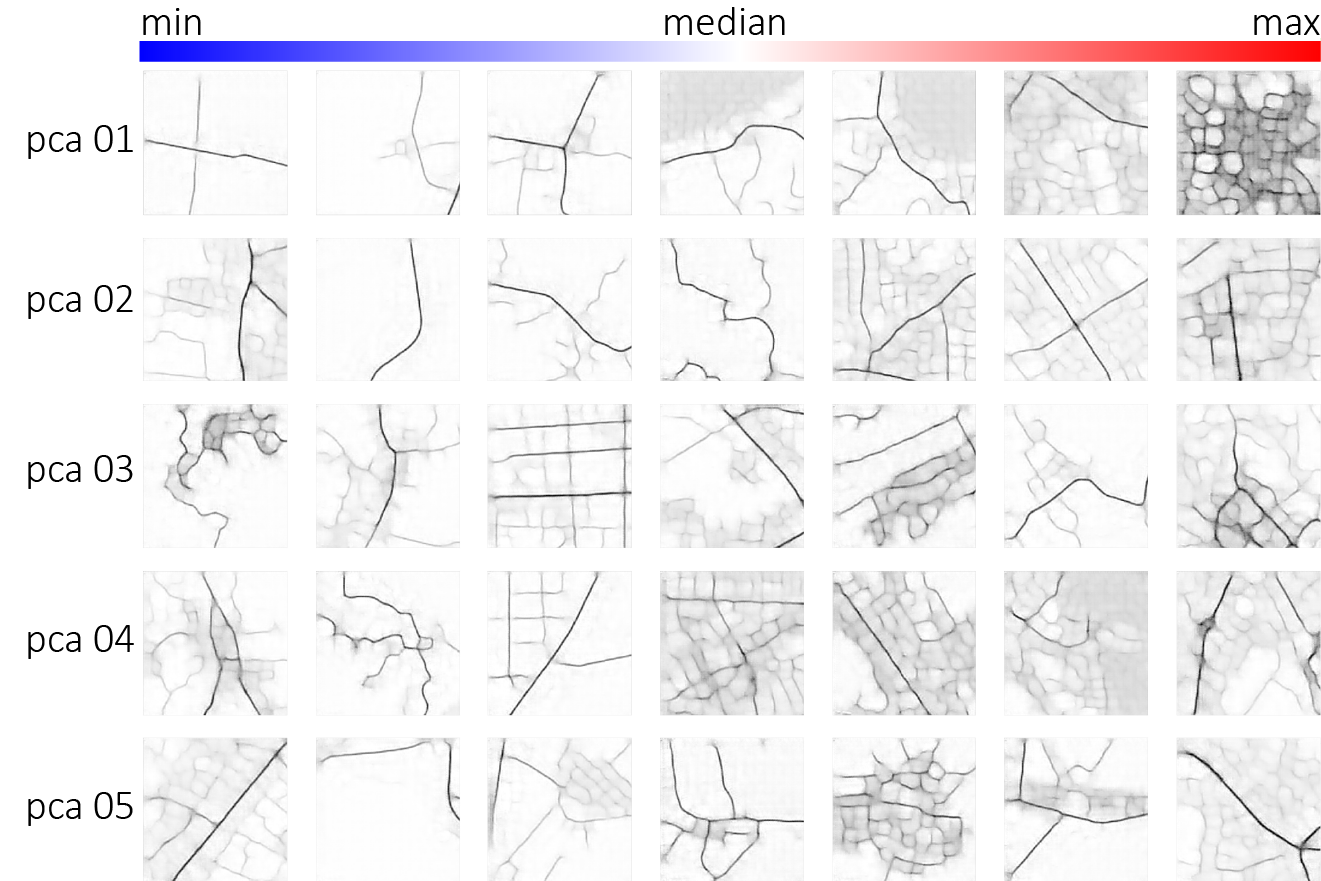 min median max
pca 01
pca 02
pca 03
pca 04
pca 05